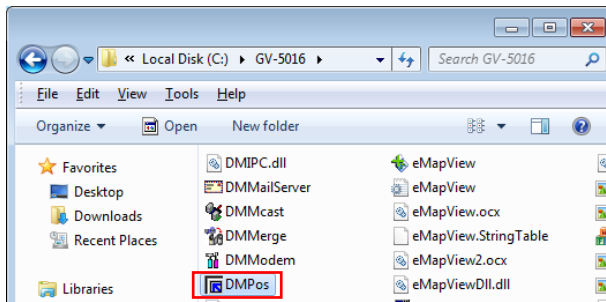 « Local Disk (C:) ▸ GV-5016 ▸ Search GV-5016
File Edit View Tools Help
Organize ▾ Open New folder
Favorites
Desktop
Downloads
Recent Places
Libraries
DMIPC.dll
DMMailServer
DMMcast
DMMerge
DMModem
DMPos
eMapView
eMapView
eMapView.ocx
eMapView.StringTable
eMapView2.ocx
eMapViewDll.dll